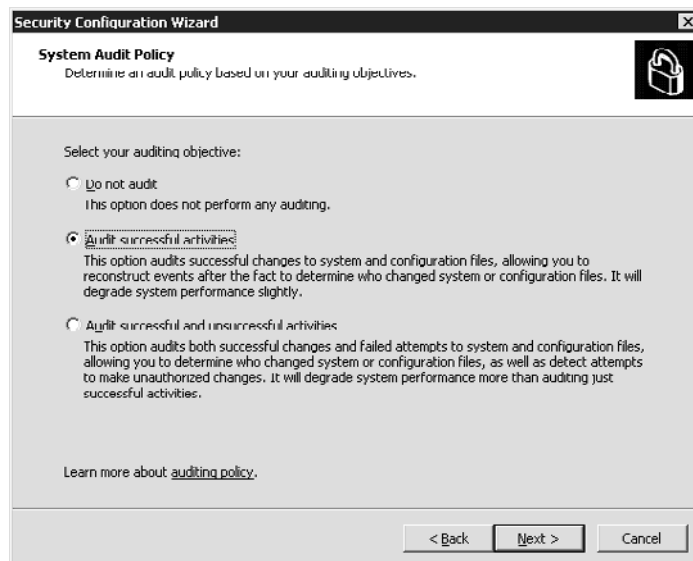 Security Configuration Wizard
System Audit Policy
Determine an audit policy based on your auditing objectives.
Select your auditing objective:
Do not audit
This option does not perform any auditing.
Audit successful activities
This option audits successful changes to system and configuration files, allowing you to
reconstruct events after the fact to determine who changed system or configuration files. It will
degrade system performance slightly.
Audit successful and unsuccessful activities
This option audits both successful changes and failed attempts to system and configuration files,
allowing you to determine who changed system or configuration files, as well as detect attempts
to make unauthorized changes. It will degrade system performance more than auditing just
successful activities.
Learn more about auditing policy.
< Back Next > Cancel